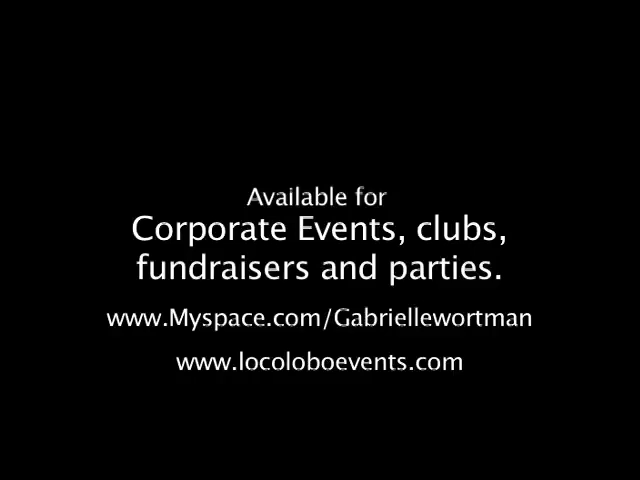 Available for
Corporate Events, clubs,
fundraisers and parties.
www.Myspace.com/Gabriellewortman
www.locoloboevents.com